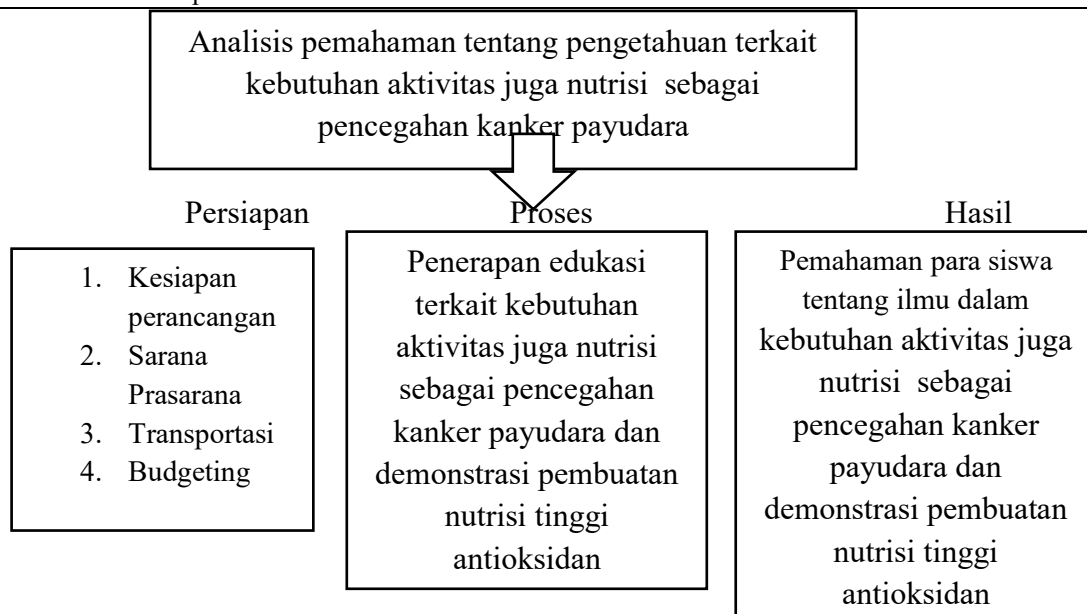 Analisis pemahaman tentang pengetahuan terkait
kebutuhan aktivitas juga nutrisi sebagai
pencegahan kanker payudara
Persiapan
Proses
Hasil
1. Kesiapan
perancangan
2. Sarana
Prasarana
3. Transportasi
4. Budgeting
Penerapan edukasi
terkait kebutuhan
aktivitas juga nutrisi
sebagai pencegahan
kanker payudara dan
demonstrasi pembuatan
nutrisi tinggi
antioksidan
Pemahaman para siswa
tentang ilmu dalam
kebutuhan aktivitas juga
nutrisi sebagai
pencegahan kanker
payudara dan
demonstrasi pembuatan
nutrisi tinggi
antioksidan